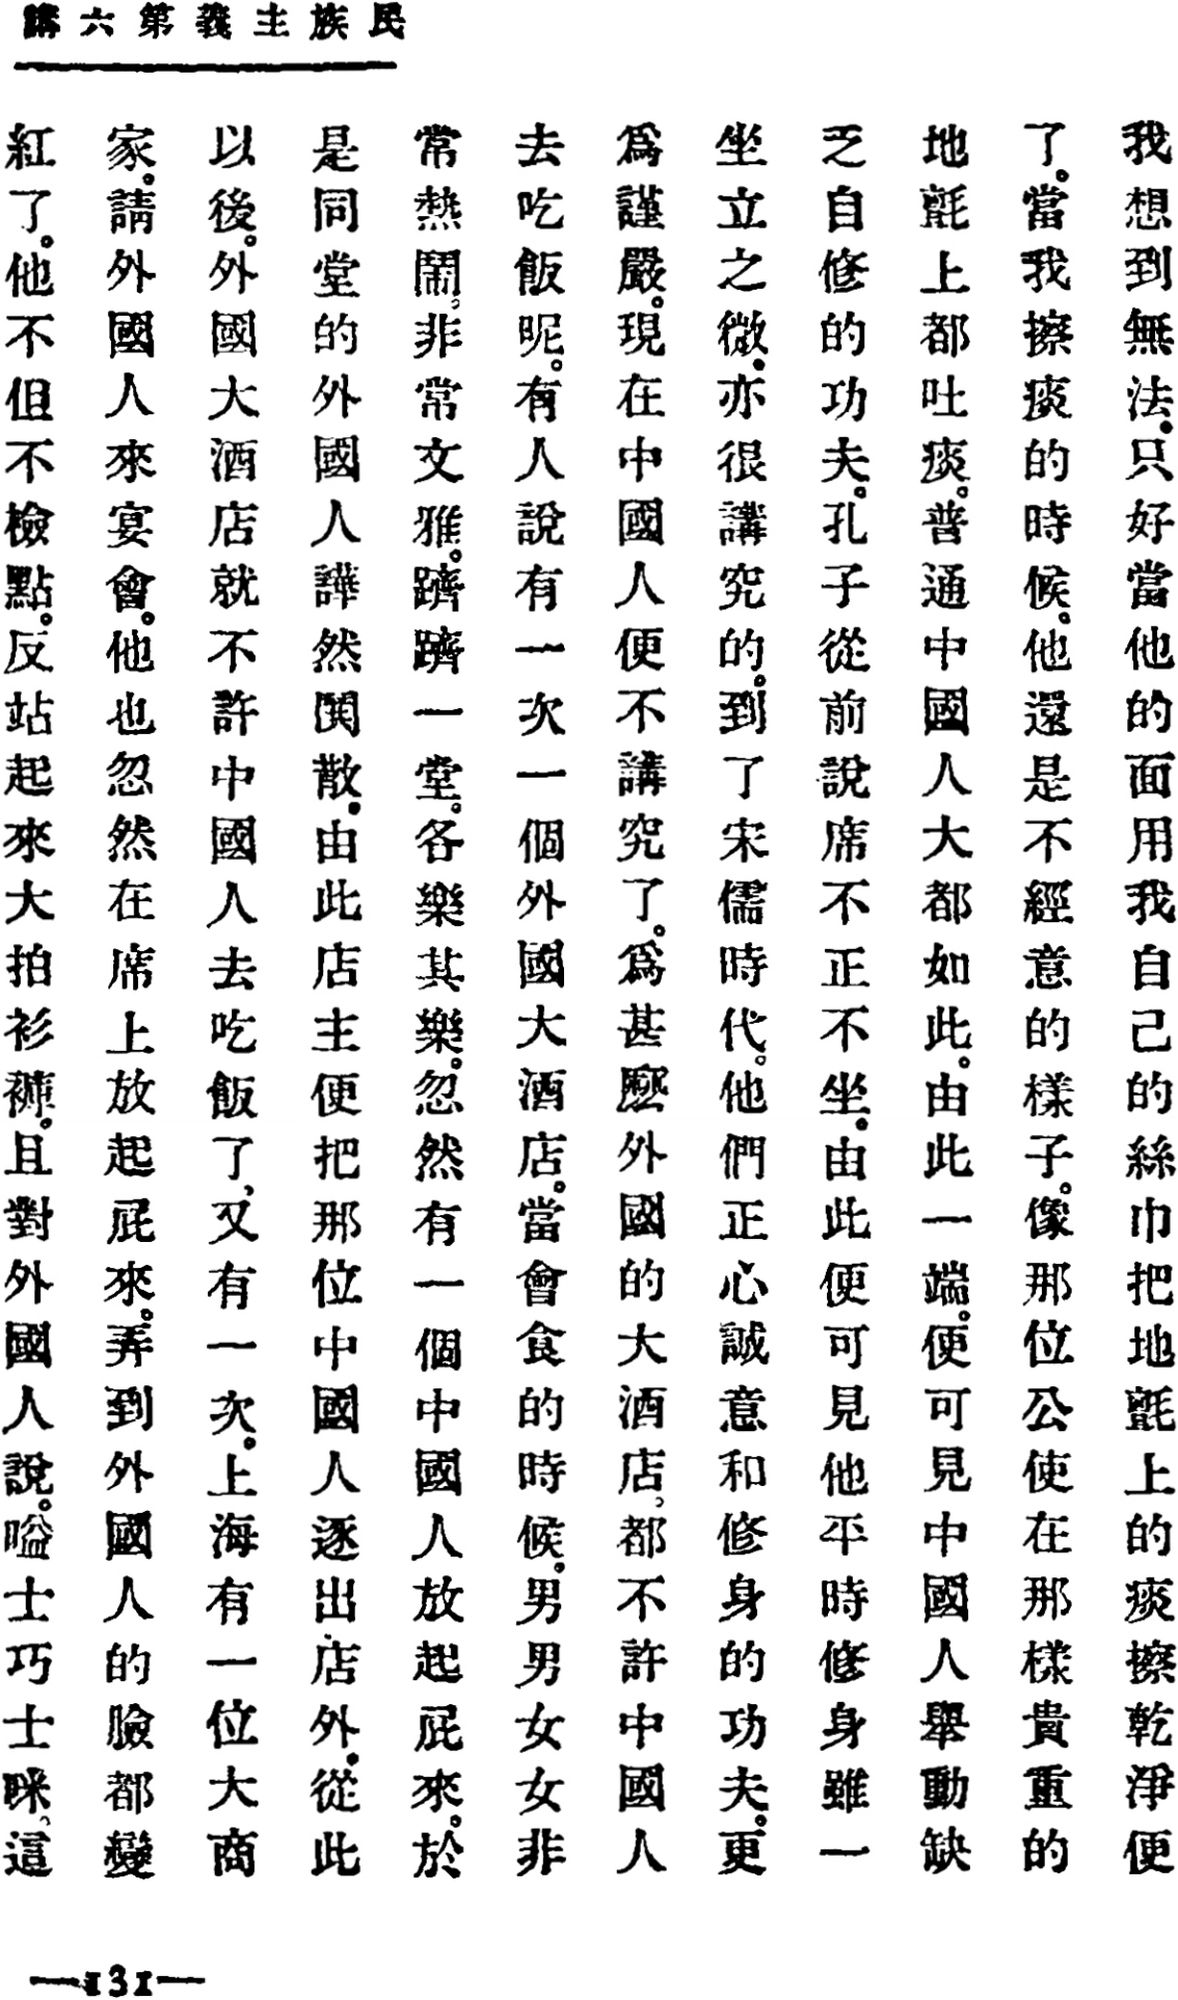 民族主義第六講
我想到無法只好當他的面用我自己的絲巾把地氈上的痰擦乾淨便
了。當我擦痰的時候。他還是不經意的樣子。像那位公使在那樣貴重的
地氈上都吐痰。普通中國人大都如此。由此一端。便可見中國人舉動缺
乏自修的功夫。孔子從前說席不正不坐。由此便可見他平時修身雖一
坐立之微。亦很講究的。到了宋儒時代。他們正心誠意和修身的功夫。更
爲謹嚴。現在中國人便不講究了。爲甚麽外國的大酒店，都不許中國人
去吃飯呢。有人說有一次一個外國大酒店。當會食的時候，男男女女非
常熱鬧，非常文雅。躋躋一堂。各樂其樂。忽然有一個中國人放起屁來。於
是同堂的外國人譁然閧散。由此店主便把那位中國人逐出店外。從此
以後。外國大酒店就不許中國人去吃飯了，又有一次。上海有一位大商
家。請外國人來宴會。他也忽然在席上放起屁來。弄到外國人的臉都變
紅了。他不但不檢點。反站起來大拍衫褲。且對外國人說。嗌士巧士咪，這
—131—